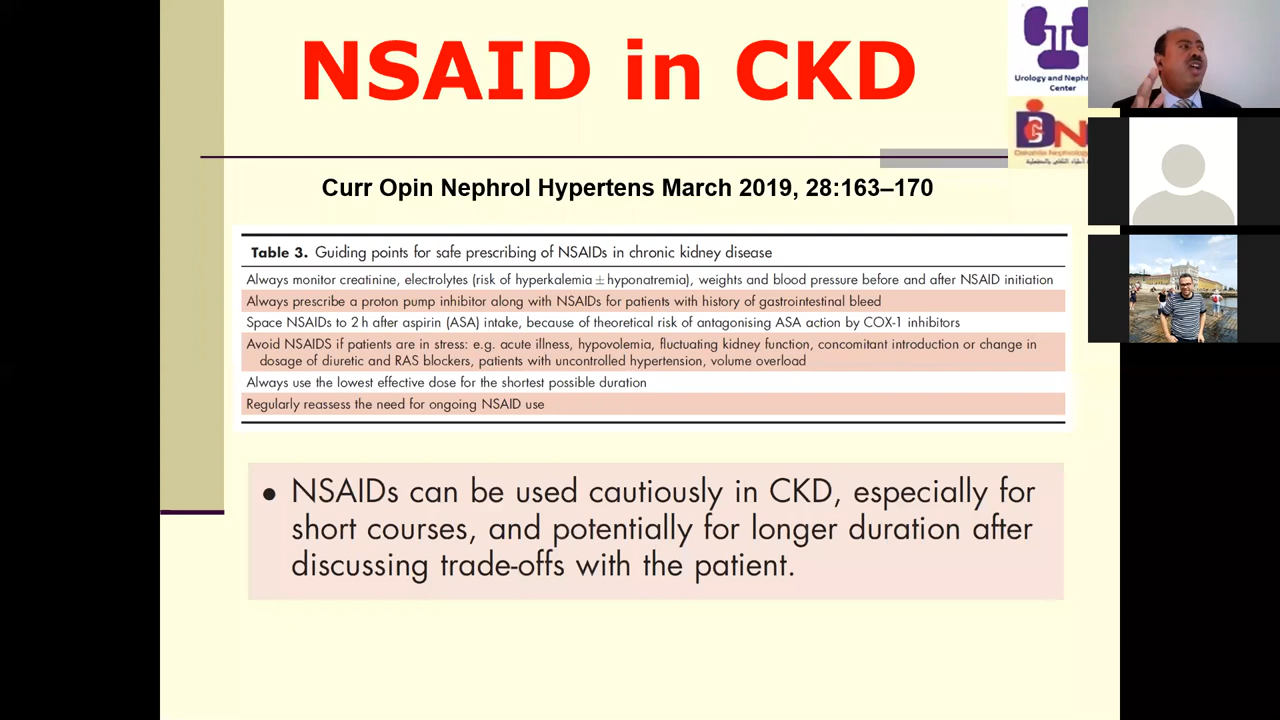 NSAID in CKD
Urology and Neph
Center
Curr Opin Nephrol Hypertens March 2019, 28:163–170
Table 3. Guiding points for safe prescribing of NSAIDs in chronic kidney disease
Always monitor creatinine, electrolytes (risk of hyperkalemia ± hyponatremia), weights and blood pressure before and after NSAID initiation
Always prescribe a proton pump inhibitor along with NSAIDs for patients with history of gastrointestinal bleed
Space NSAIDs to 2 h after aspirin (ASA) intake, because of theoretical risk of antagonising ASA action by COX-1 inhibitors
Avoid NSAIDS if patients are in stress: e.g. acute illness, hypovolemia, fluctuating kidney function, concomitant introduction or change in
dosage of diuretic and RAS blockers, patients with uncontrolled hypertension, volume overload
Always use the lowest effective dose for the shortest possible duration
Regularly reassess the need for ongoing NSAID use
• NSAIDs can be used cautiously in CKD, especially for
short courses, and potentially for longer duration after
discussing trade-offs with the patient.